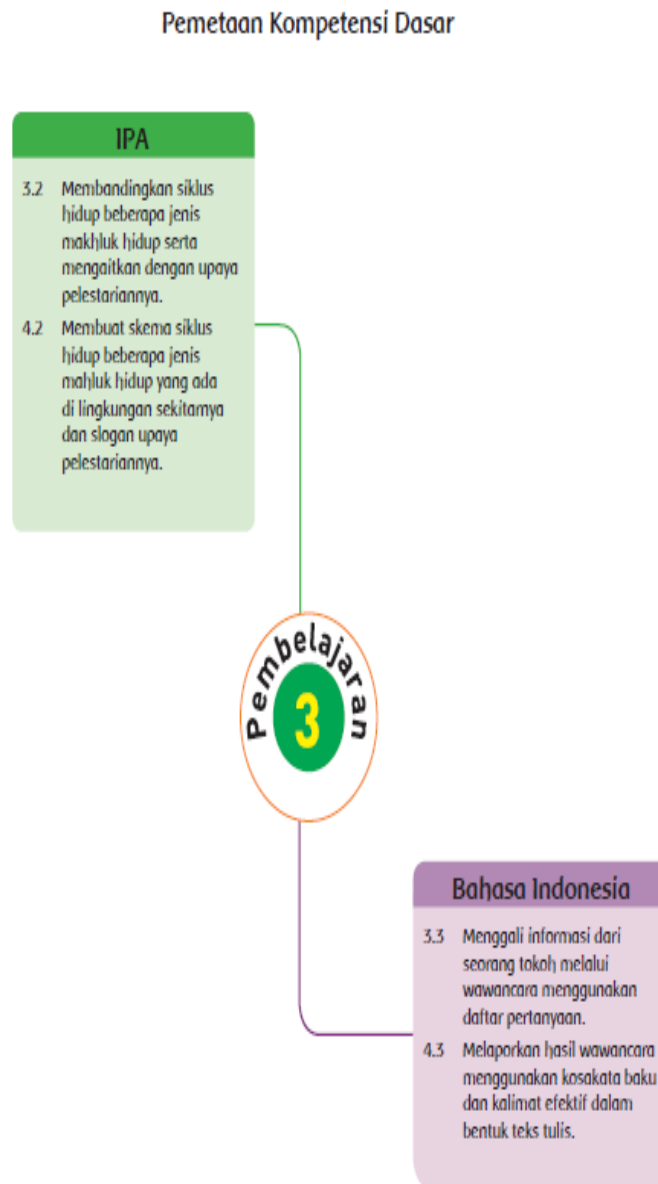 Pemetaan Kompetensi Dasar
IPA
3.2 Membandingkan siklus
hidup beberapa jenis
makhluk hidup serta
mengaitkan dengan upaya
pelestariannya.
4.2 Membuat skema siklus
hidup beberapa jenis
mahluk hidup yang ada
di lingkungan sekitarnya
dan slogan upaya
pelestariannya.
Pembelajaran
3
Bahasa Indonesia
3.3 Menggali informasi dari
seorang tokoh melalui
wawancara menggunakan
daftar pertanyaan.
4.3 Melaporkan hasil wawancara
menggunakan kosakata baku
dan kalimat efektif dalam
bentuk teks tulis.